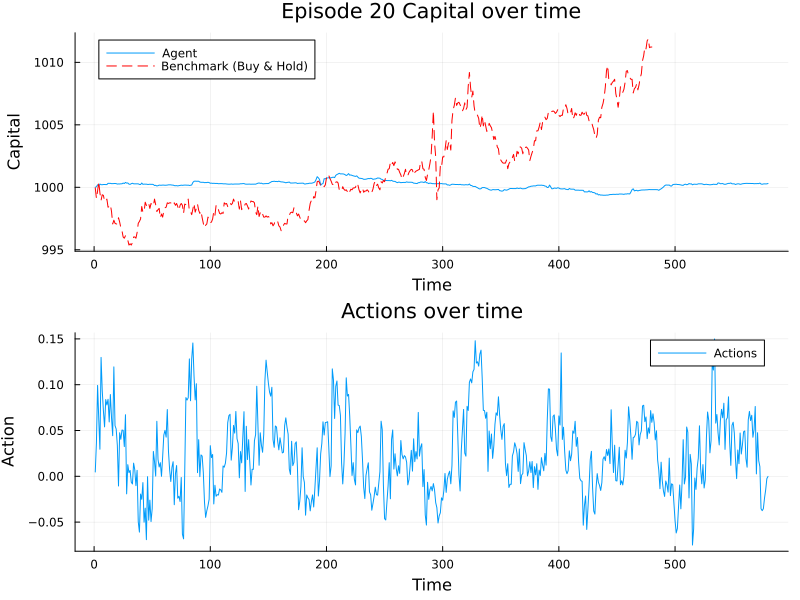 Episode 20 Capital over time
Agent
Benchmark (Buy & Hold)
1010
1005
1000
995
Capital
0 100 200 300 400 500
Time
Actions over time
Actions
0.15
0.10
0.05
0.00
−0.05
Action
0 100 200 300 400 500
Time